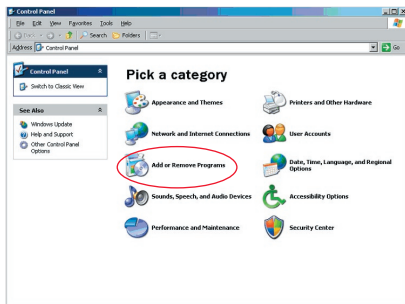 Control Panel
File Edit View Favorites Tools Help
Back Search Folders
Address Control Panel Go
Control Panel
Switch to Classic View
See Also
Windows Update
Help and Support
Other Control Panel
Options
Pick a category
Appearance and Themes
Printers and Other Hardware
Network and Internet Connections
User Accounts
Add or Remove Programs
Date, Time, Language, and Regional
Options
Sounds, Speech, and Audio Devices
Accessibility Options
Performance and Maintenance
Security Center